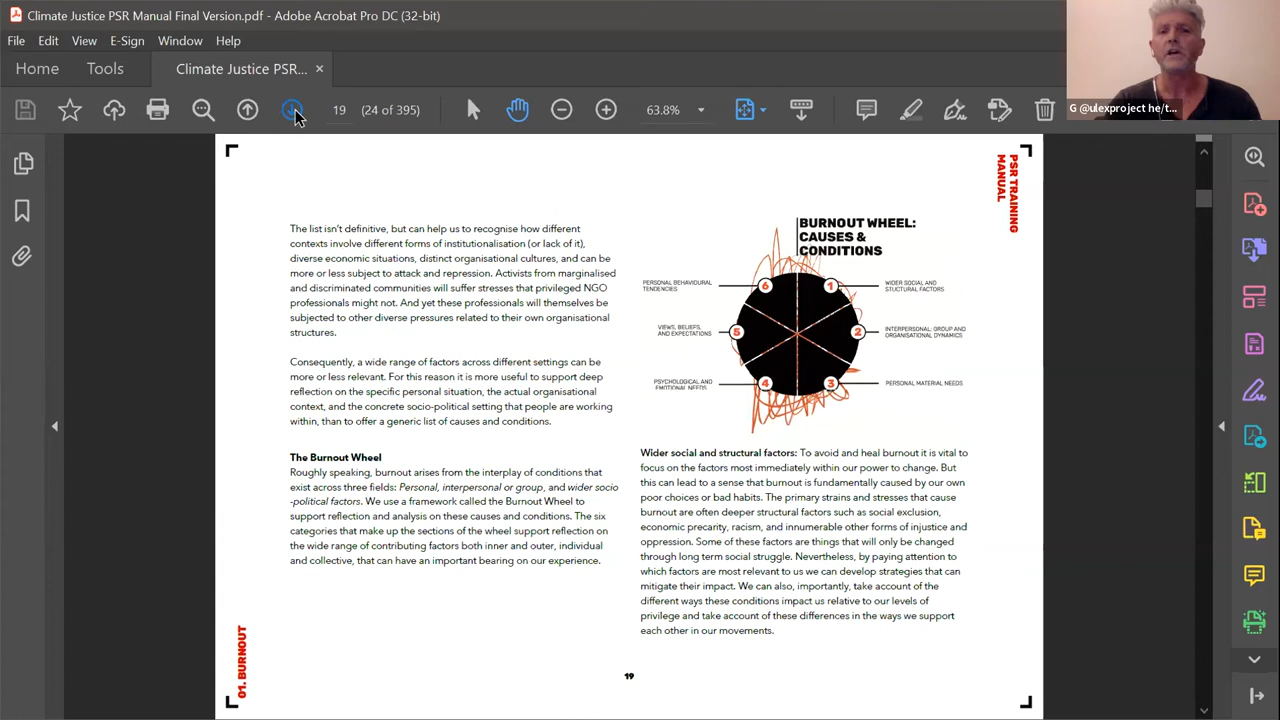 Climate Justice PSR Manual Final Version.pdf - Adobe Acrobat Pro DC (32-bit)
File Edit View E-Sign Window Help
Home Tools Climate Justice PSR... ×
19 (24 of 395) 63.8%
G @ulexproject he/t...
PSR TRAINING
MANUAL
The list isn't definitive, but can help us to recognise how different
contexts involve different forms of institutionalisation (or lack of it),
diverse economic situations, distinct organisational cultures, and can be
more or less subject to attack and repression. Activists from marginalised
and discriminated communities will suffer stresses that privileged NGO
professionals might not. And yet these professionals will themselves be
subjected to other diverse pressures related to their own organisational
structures.
Consequently, a wide range of factors across different settings can be
more or less relevant. For this reason it is more useful to support deep
reflection on the specific personal situation, the actual organisational
context, and the concrete socio-political setting that people are working
within, than to offer a generic list of causes and conditions.
The Burnout Wheel
Roughly speaking, burnout arises from the interplay of conditions that
exist across three fields: Personal, interpersonal or group, and wider socio
-political factors. We use a framework called the Burnout Wheel to
support reflection and analysis on these causes and conditions. The six
categories that make up the sections of the wheel support reflection on
the wide range of contributing factors both inner and outer, individual
and collective, that can have an important bearing on our experience.
BURNOUT WHEEL:
CAUSES &
CONDITIONS
PERSONAL BEHAVIOURAL
TENDENCIES
6
1
WIDER SOCIAL AND
STUCTURAL FACTORS
VIEWS, BELIEFS,
AND EXPECTATIONS
5
2
INTERPERSONAL: GROUP AND
ORGANISATIONAL DYNAMICS
PSYCHOLOGICAL AND
EMOTIONAL NEEDS
4
3
PERSONAL MATERIAL NEEDS
Wider social and structural factors: To avoid and heal burnout it is vital to
focus on the factors most immediately within our power to change. But
this can lead to a sense that burnout is fundamentally caused by our own
poor choices or bad habits. The primary strains and stresses that cause
burnout are often deeper structural factors such as social exclusion,
economic precarity, racism, and innumerable other forms of injustice and
oppression. Some of these factors are things that will only be changed
through long term social struggle. Nevertheless, by paying attention to
which factors are most relevant to us we can develop strategies that can
mitigate their impact. We can also, importantly, take account of the
different ways these conditions impact us relative to our levels of
privilege and take account of these differences in the ways we support
each other in our movements.
01. BURNOUT
19